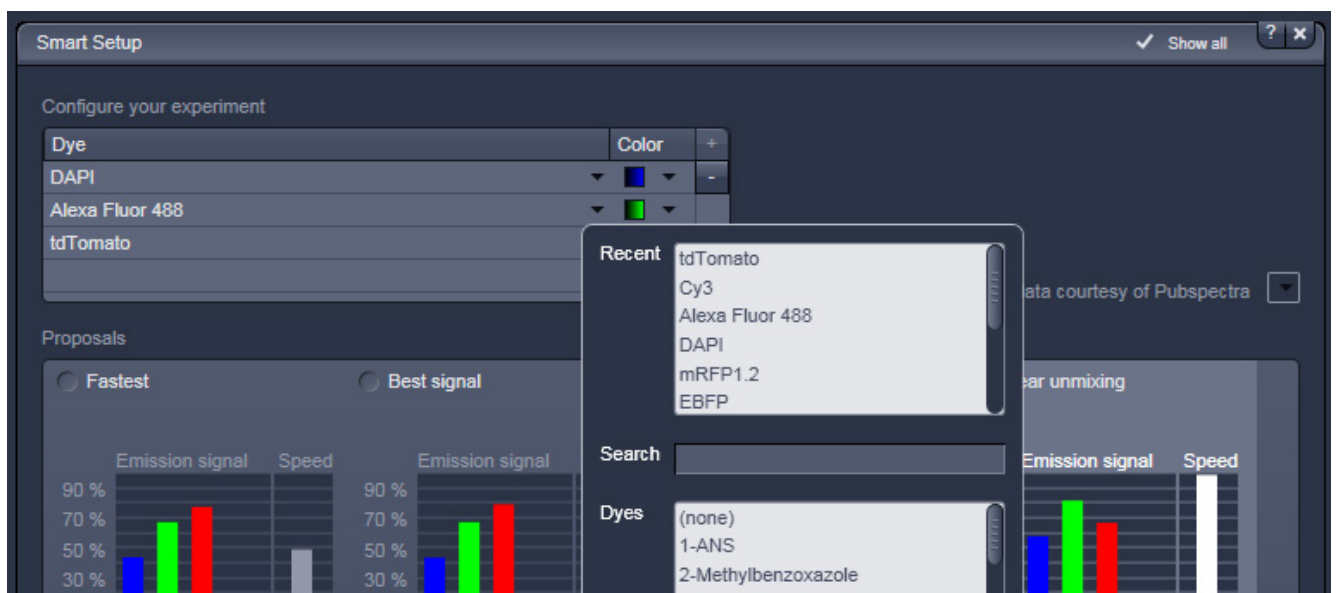 Smart Setup
Show all
?
Configure your experiment
Dye Color +
DAPI -
Alexa Fluor 488
tdTomato
Recent
tdTomato
Cy3
Alexa Fluor 488
DAPI
mRFP1.2
EBFP
ata courtesy of Pubspectra
Search
Dyes
(none)
1-ANS
2-Methylbenzoxazole
Proposals
Fastest
Emission signal Speed
90 %
70 %
50 %
30 %
Best signal
Emission signal
90 %
70 %
50 %
30 %
ear unmixing
Emission signal Speed